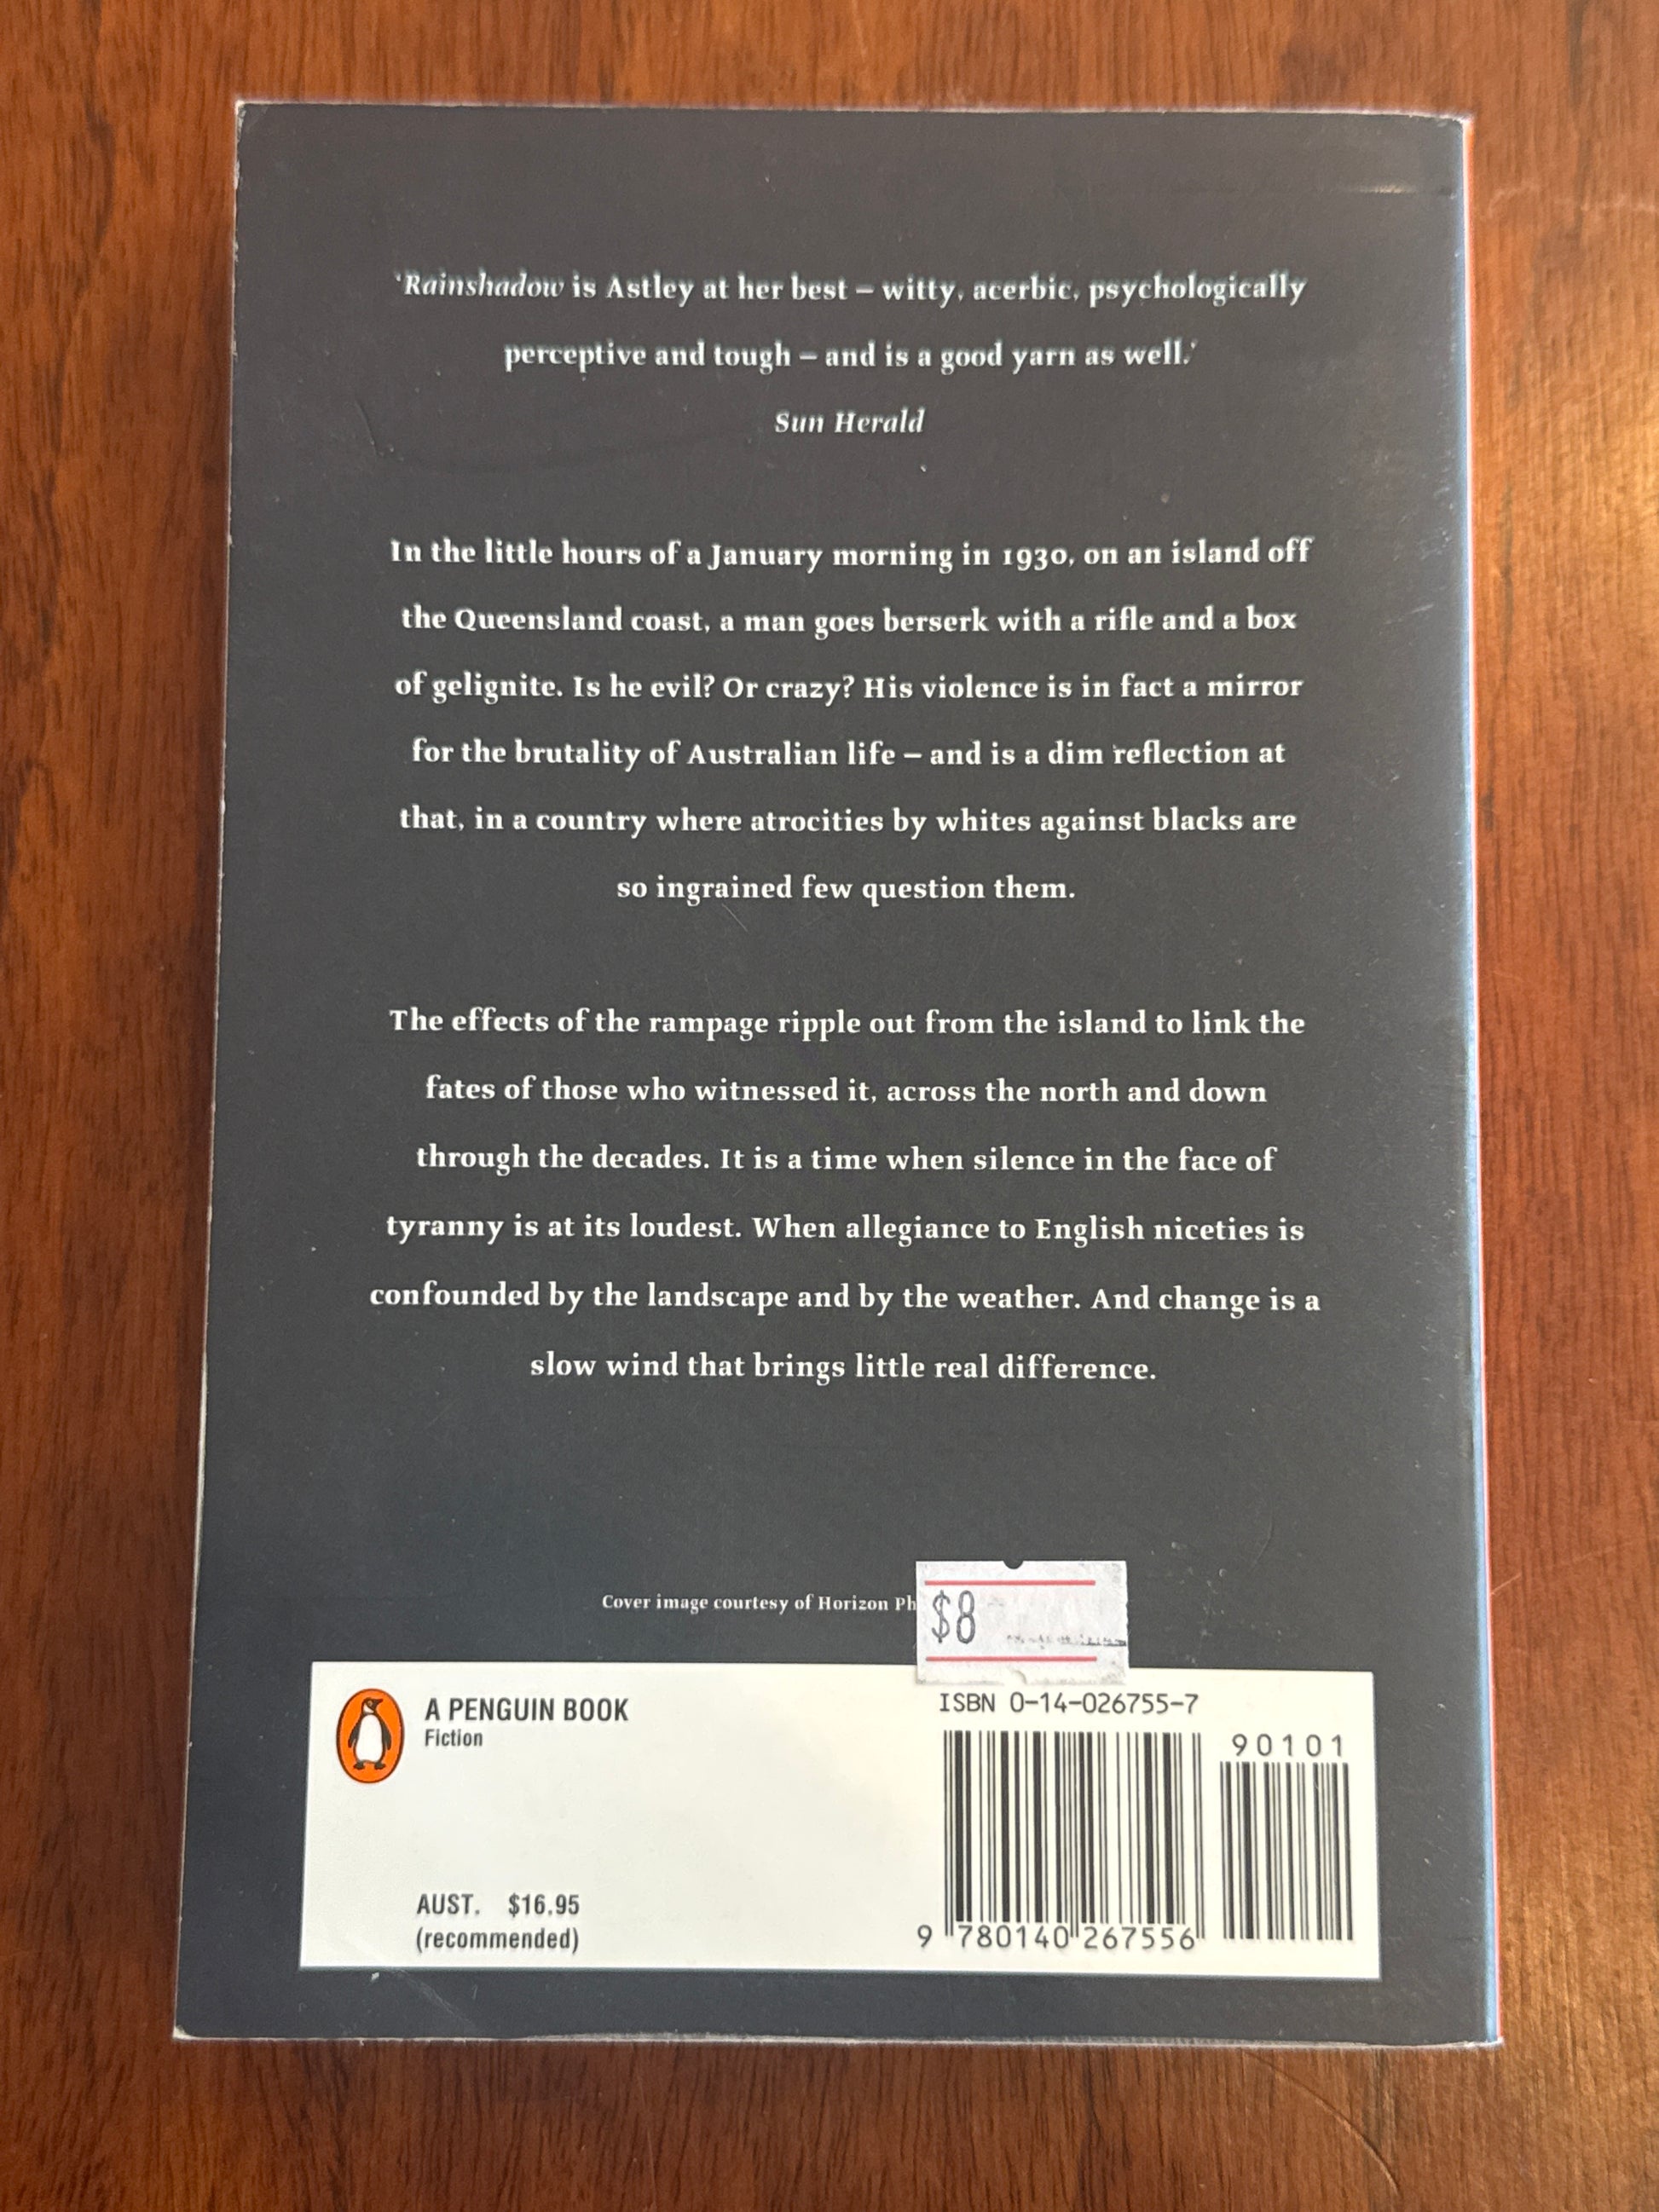 ‘Rainshadow is Astley at her best – witty, acerbic, psychologically
perceptive and tough – and is a good yarn as well.’
Sun Herald
In the little hours of a January morning in 1930, on an island off
the Queensland coast, a man goes berserk with a rifle and a box
of gelignite. Is he evil? Or crazy? His violence is in fact a mirror
for the brutality of Australian life – and is a dim reflection at
that, in a country where atrocities by whites against blacks are
so ingrained few question them.
The effects of the rampage ripple out from the island to link the
fates of those who witnessed it, across the north and down
through the decades. It is a time when silence in the face of
tyranny is at its loudest. When allegiance to English niceties is
confounded by the landscape and by the weather. And change is a
slow wind that brings little real difference.
Cover image courtesy of Horizon Ph
$8
A PENGUIN BOOK
Fiction
AUST. $16.95
(recommended)
ISBN 0-14-026755-7
90101
9 780140 267556